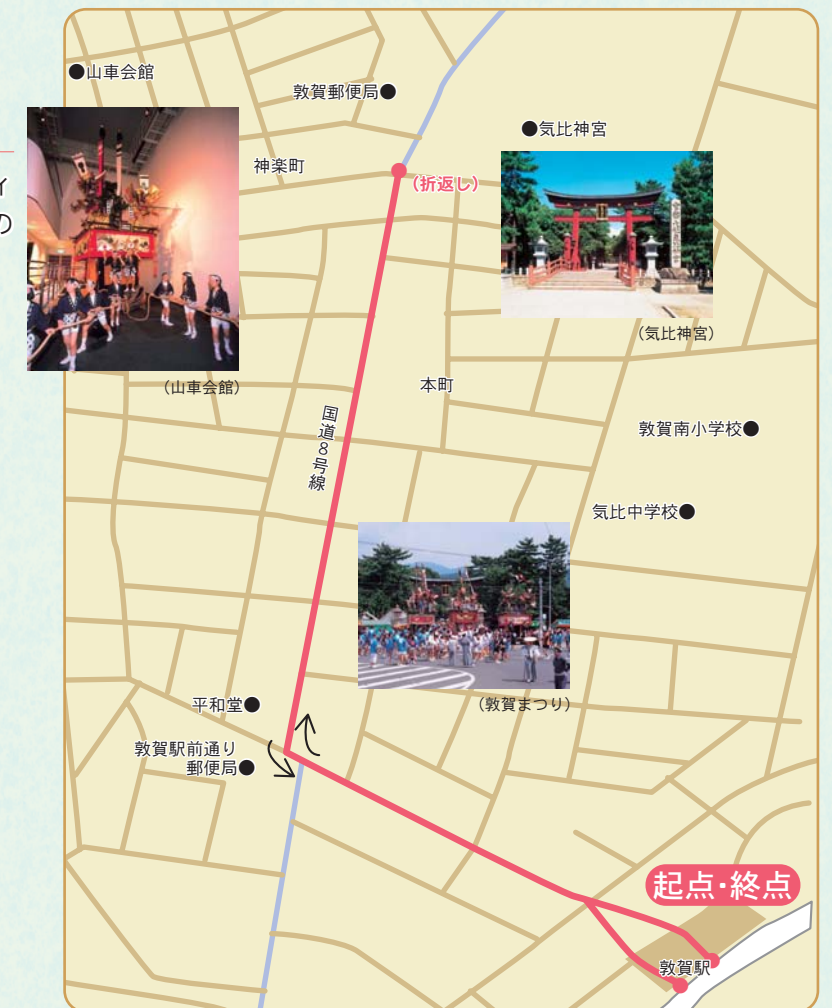 ●山車会館
敦賀郵便局●
●気比神宮
神楽町
(折返し)
ィ
の
(気比神宮)
(山車会館)
本町
国道8号線
敦賀南小学校●
気比中学校●
(敦賀まつり)
平和堂●
敦賀駅前通り
郵便局●
起点・終点
敦賀駅